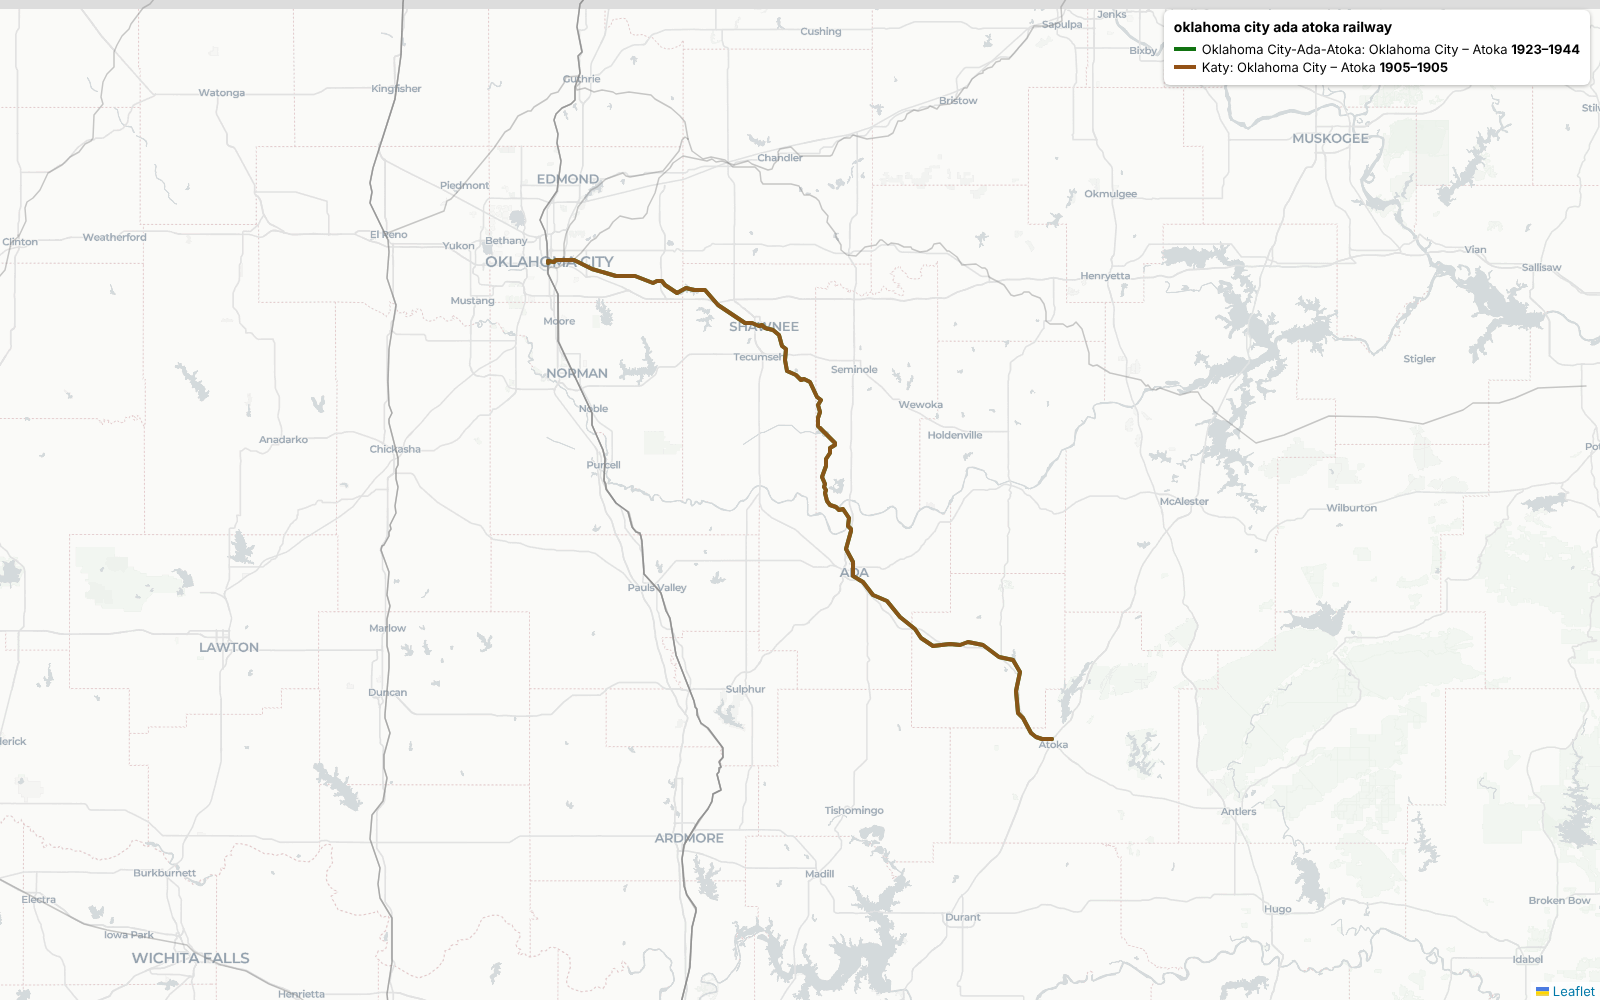 oklahoma city ada atoka railway
Oklahoma City-Ada-Atoka: Oklahoma City – Atoka 1923–1944
Katy: Oklahoma City – Atoka 1905–1905
Cushing
Sapulpa
Jenks
Bixby
Guthrie
Kingfisher
Watonga
Bristow
Stil
MUSKOGEE
Chandler
EDMOND
Piedmont
Okmulgee
El Reno
Weatherford
Clinton
Yukon
Bethany
OKLAHOMA CITY
Vian
Sallisaw
Henryetta
Mustang
Moore
SHAWNEE
Tecumseh
Seminole
Stigler
NORMAN
Noble
Wewoka
Holdenville
Anadarko
Chickasha
Pot
Purcell
McAlester
Wilburton
ADA
Pauls Valley
Marlow
LAWTON
Duncan
Sulphur
lerick
Atoka
Tishomingo
Antlers
ARDMORE
Burkburnett
Madill
Electra
Broken Bow
Hugo
Durant
Iowa Park
WICHITA FALLS
Idabel
Henrietta
Leaflet